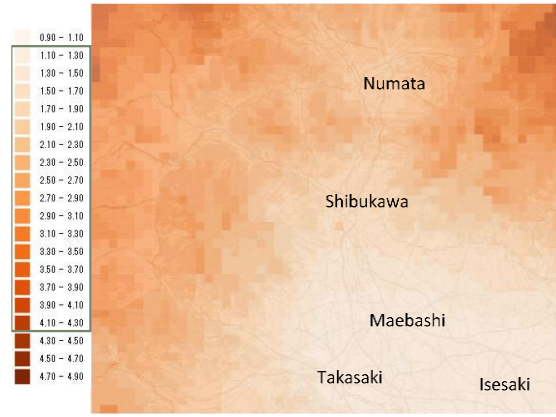 0.90 - 1.10
1.10 - 1.30
1.30 - 1.50
1.50 - 1.70
1.70 - 1.90
1.90 - 2.10
2.10 - 2.30
2.30 - 2.50
2.50 - 2.70
2.70 - 2.90
2.90 - 3.10
3.10 - 3.30
3.30 - 3.50
3.50 - 3.70
3.70 - 3.90
3.90 - 4.10
4.10 - 4.30
4.30 - 4.50
4.50 - 4.70
4.70 - 4.90
Numata
Shibukawa
Maebashi
Takasaki
Isesaki